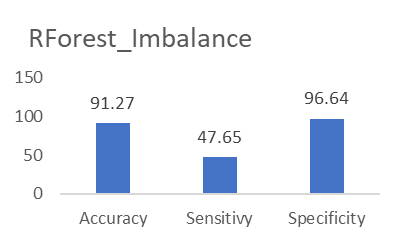 RForest_Imbalance
150
100
50
0
91.27
47.65
96.64
Accuracy
Sensitivy
Specificity